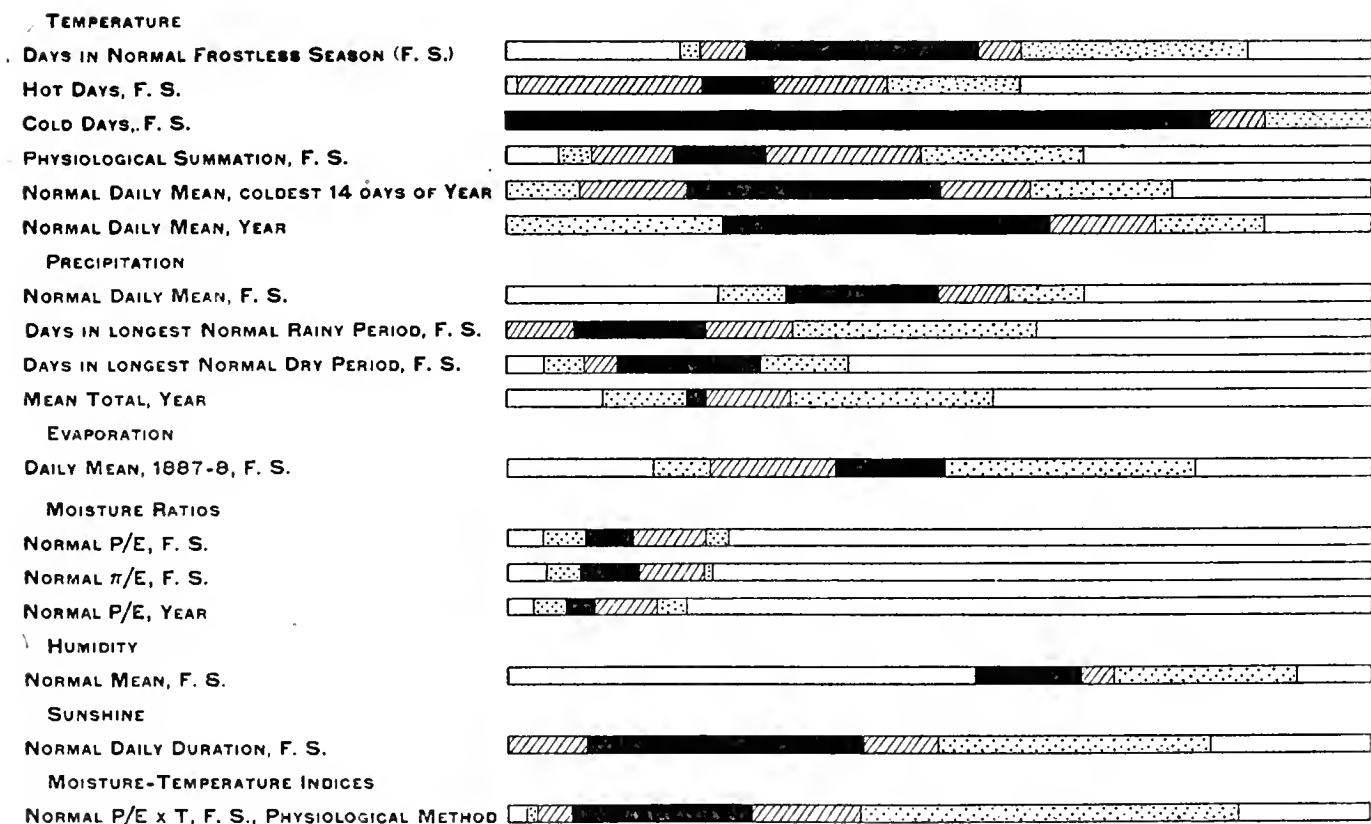 TEMPERATURE
DAYS IN NORMAL FROSTLESS SEASON (F. S.)
HOT DAYS, F. S.
COLD DAYS, F. S.
PHYSIOLOGICAL SUMMATION, F. S.
NORMAL DAILY MEAN, COLDEST 14 DAYS OF YEAR
NORMAL DAILY MEAN, YEAR
PRECIPITATION
NORMAL DAILY MEAN, F. S.
DAYS IN LONGEST NORMAL RAINY PERIOD, F. S.
DAYS IN LONGEST NORMAL DRY PERIOD, F. S.
MEAN TOTAL, YEAR
EVAPORATION
DAILY MEAN, 1887-8, F. S.
MOISTURE RATIOS
NORMAL P/E, F. S.
NORMAL π/E, F. S.
NORMAL P/E, YEAR
HUMIDITY
NORMAL MEAN, F. S.
SUNSHINE
NORMAL DAILY DURATION, F. S.
MOISTURE-TEMPERATURE INDICES
NORMAL P/E x T, F. S., PHYSIOLOGICAL METHOD